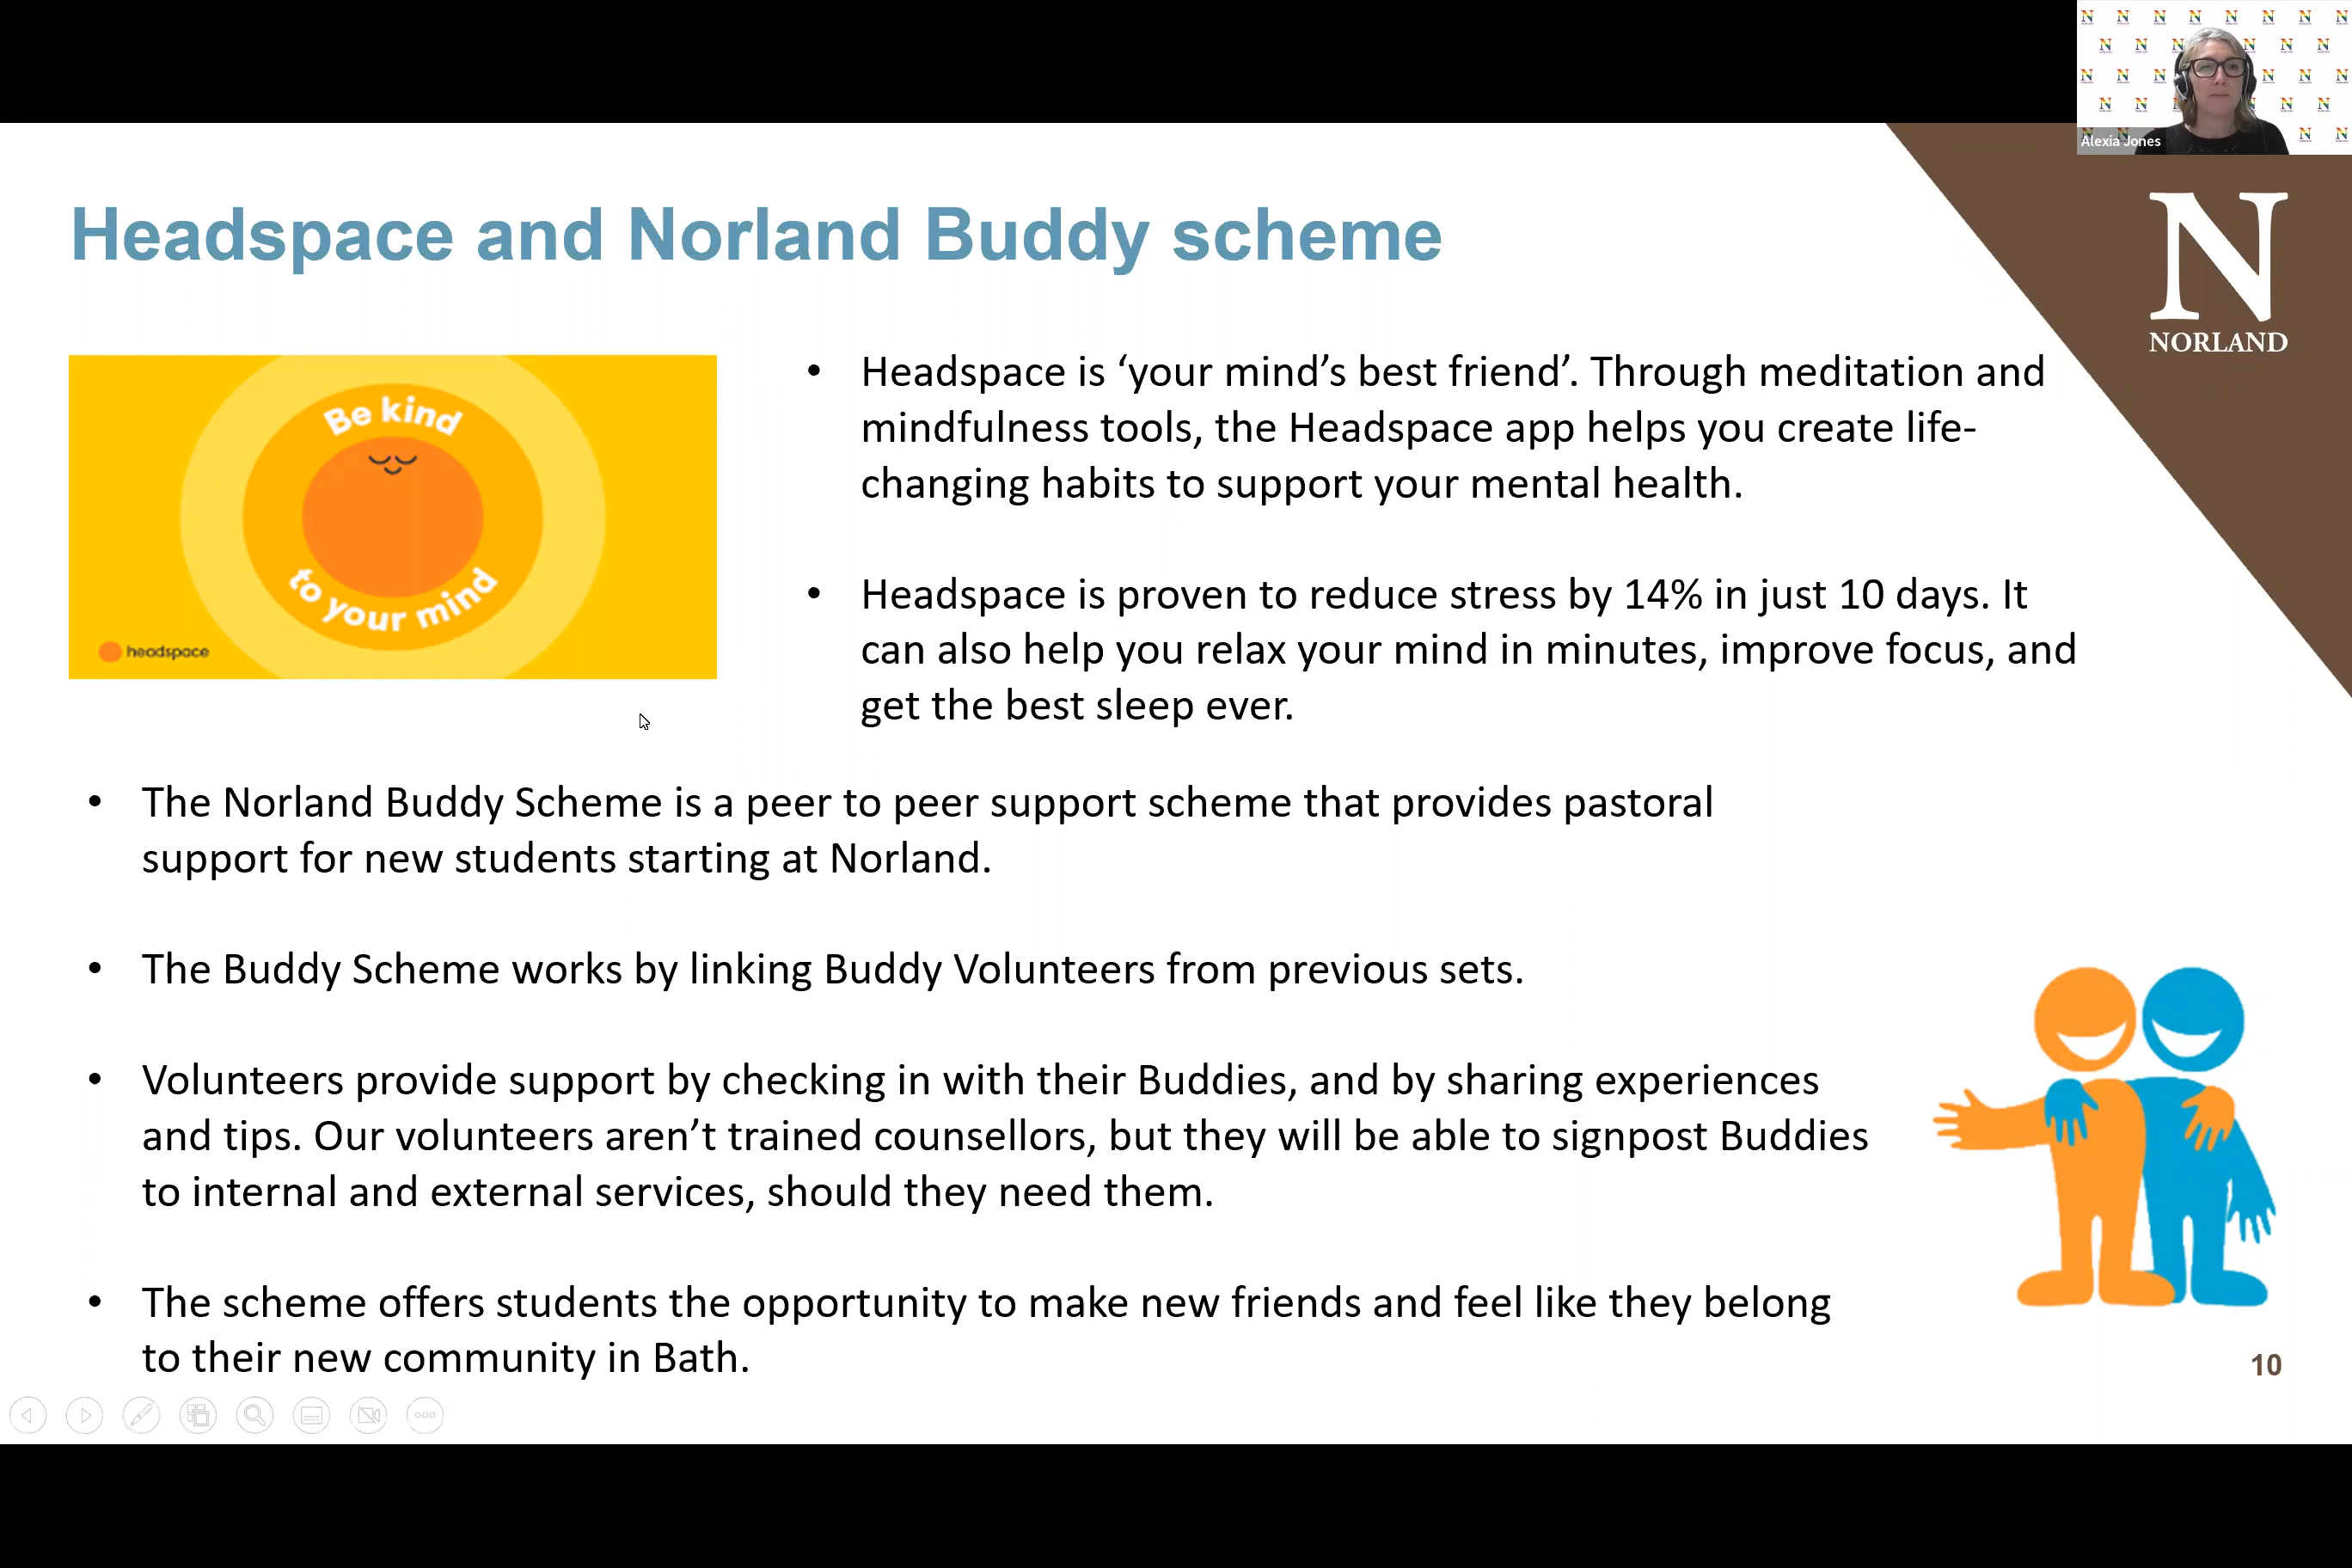 Alexia Jones
Headspace and Norland Buddy scheme
N
NORLAND
Be kind
to your mind
headspace
• Headspace is ‘your mind’s best friend’. Through meditation and
mindfulness tools, the Headspace app helps you create life-
changing habits to support your mental health.
• Headspace is proven to reduce stress by 14% in just 10 days. It
can also help you relax your mind in minutes, improve focus, and
get the best sleep ever.
• The Norland Buddy Scheme is a peer to peer support scheme that provides pastoral
support for new students starting at Norland.
• The Buddy Scheme works by linking Buddy Volunteers from previous sets.
• Volunteers provide support by checking in with their Buddies, and by sharing experiences
and tips. Our volunteers aren’t trained counsellors, but they will be able to signpost Buddies
to internal and external services, should they need them.
• The scheme offers students the opportunity to make new friends and feel like they belong
to their new community in Bath.
10